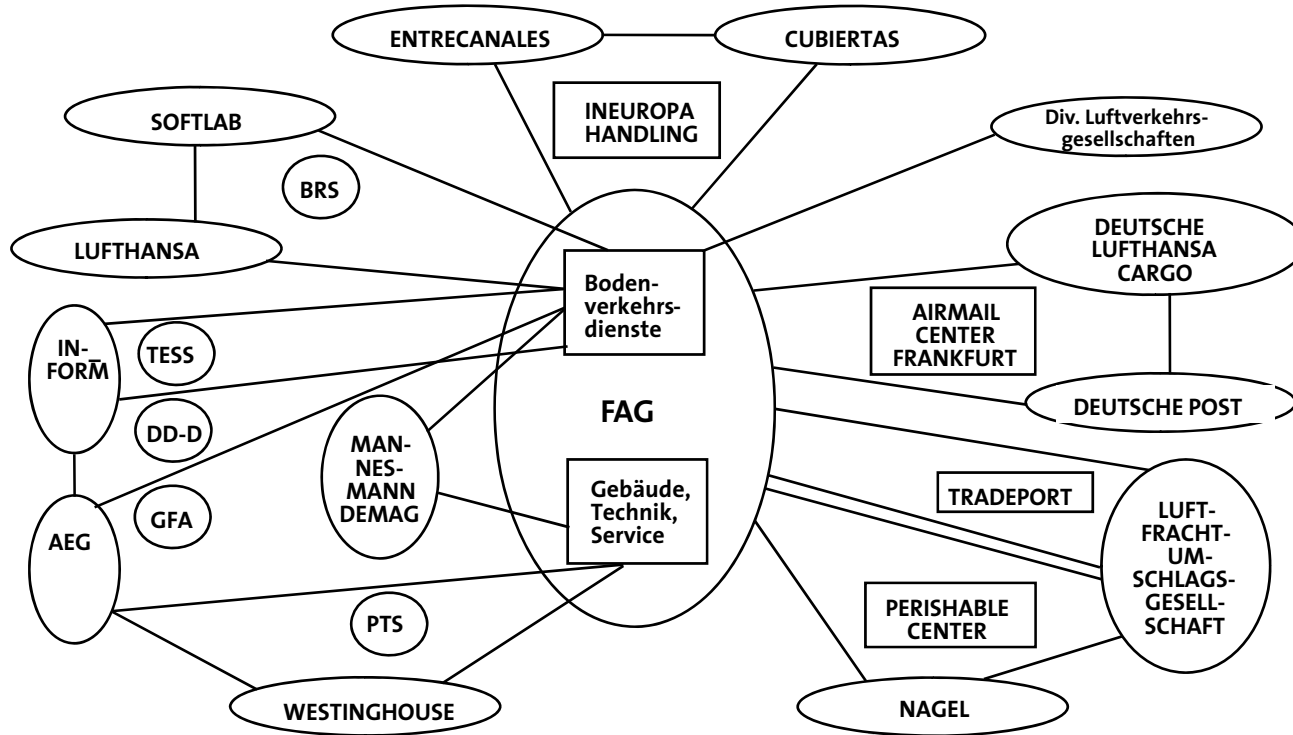 ENTRECANALES
CUBIERTAS
INEUROPA
HANDLING
SOFTLAB
Div. Luftverkehrs-
gesellschaften
BRS
LUFTHANSA
DEUTSCHE
LUFTHANSA
CARGO
Boden-
verkehrs-
dienste
AIRMAIL
CENTER
FRANKFURT
IN-
FORM
TESS
DEUTSCHE POST
FAG
DD-D
MAN-
NES-
MANN
DEMAG
Gebäude,
Technik,
Service
TRADEPORT
GFA
AEG
LUFT-
FRACHT-
UM-
SCHLAGS-
GESELL-
SCHAFT
PTS
PERISHABLE
CENTER
WESTINGHOUSE
NAGEL